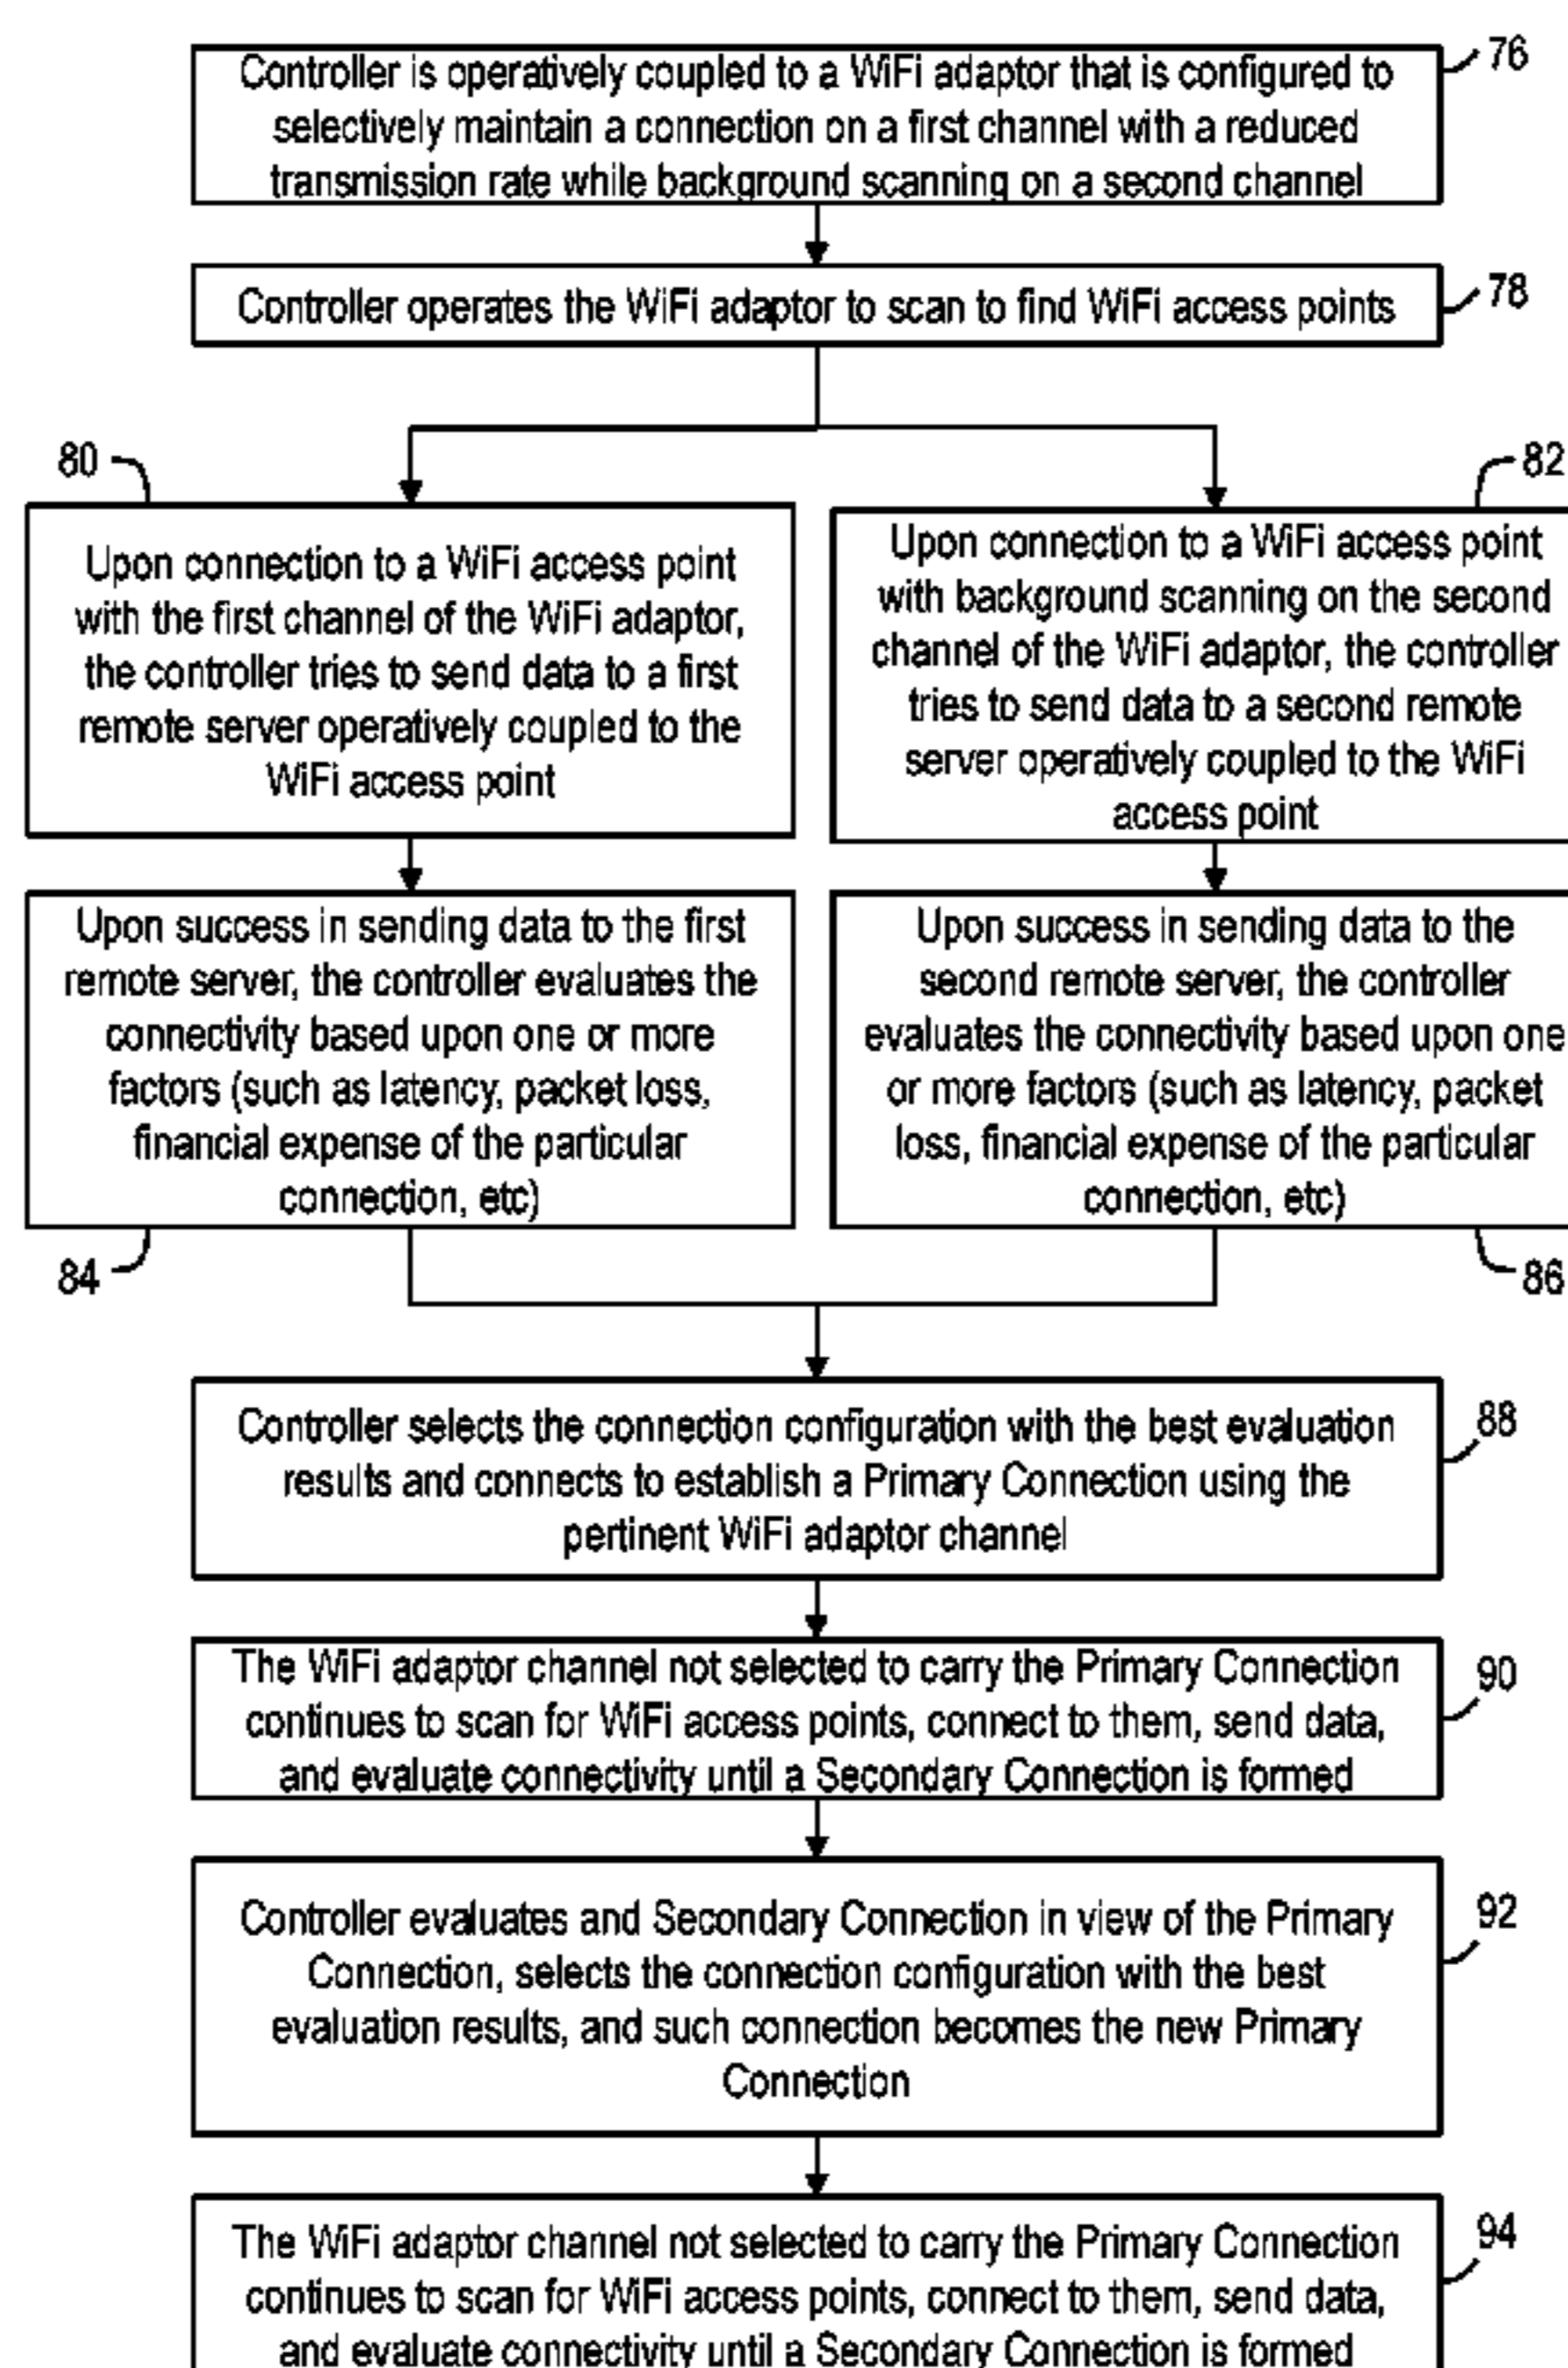 Controller is operatively coupled to a WiFi adaptor that is configured to
selectively maintain a connection on a first channel with a reduced
transmission rate while background scanning on a second channel
76
Controller operates the WiFi adaptor to scan to find WiFi access points
78
80
Upon connection to a WiFi access point
with the first channel of the WiFi adaptor,
the controller tries to send data to a first
remote server operatively coupled to the
WiFi access point
82
Upon connection to a WiFi access point
with background scanning on the second
channel of the WiFi adaptor, the controller
tries to send data to a second remote
server operatively coupled to the WiFi
access point
Upon success in sending data to the first
remote server, the controller evaluates the
connectivity based upon one or more
factors (such as latency, packet loss,
financial expense of the particular
connection, etc)
84
Upon success in sending data to the
second remote server, the controller
evaluates the connectivity based upon one
or more factors (such as latency, packet
loss, financial expense of the particular
connection, etc)
86
Controller selects the connection configuration with the best evaluation
results and connects to establish a Primary Connection using the
pertinent WiFi adaptor channel
88
The WiFi adaptor channel not selected to carry the Primary Connection
continues to scan for WiFi access points, connect to them, send data,
and evaluate connectivity until a Secondary Connection is formed
90
Controller evaluates and Secondary Connection in view of the Primary
Connection, selects the connection configuration with the best
evaluation results, and such connection becomes the new Primary
Connection
92
The WiFi adaptor channel not selected to carry the Primary Connection
continues to scan for WiFi access points, connect to them, send data,
and evaluate connectivity until a Secondary Connection is formed
94